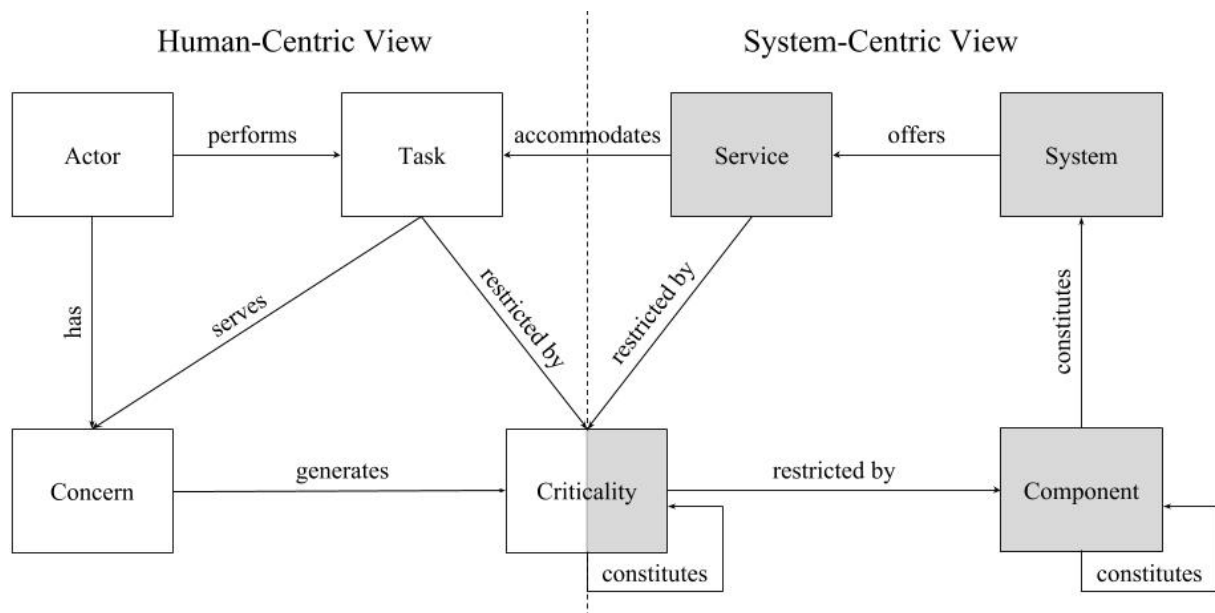 Human-Centric View
System-Centric View
Actor
performs
Task
accommodates
Service
offers
System
has
serves
restricted by
restricted by
constitutes
Concern
generates
Criticality
restricted by
Component
constitutes
constitutes